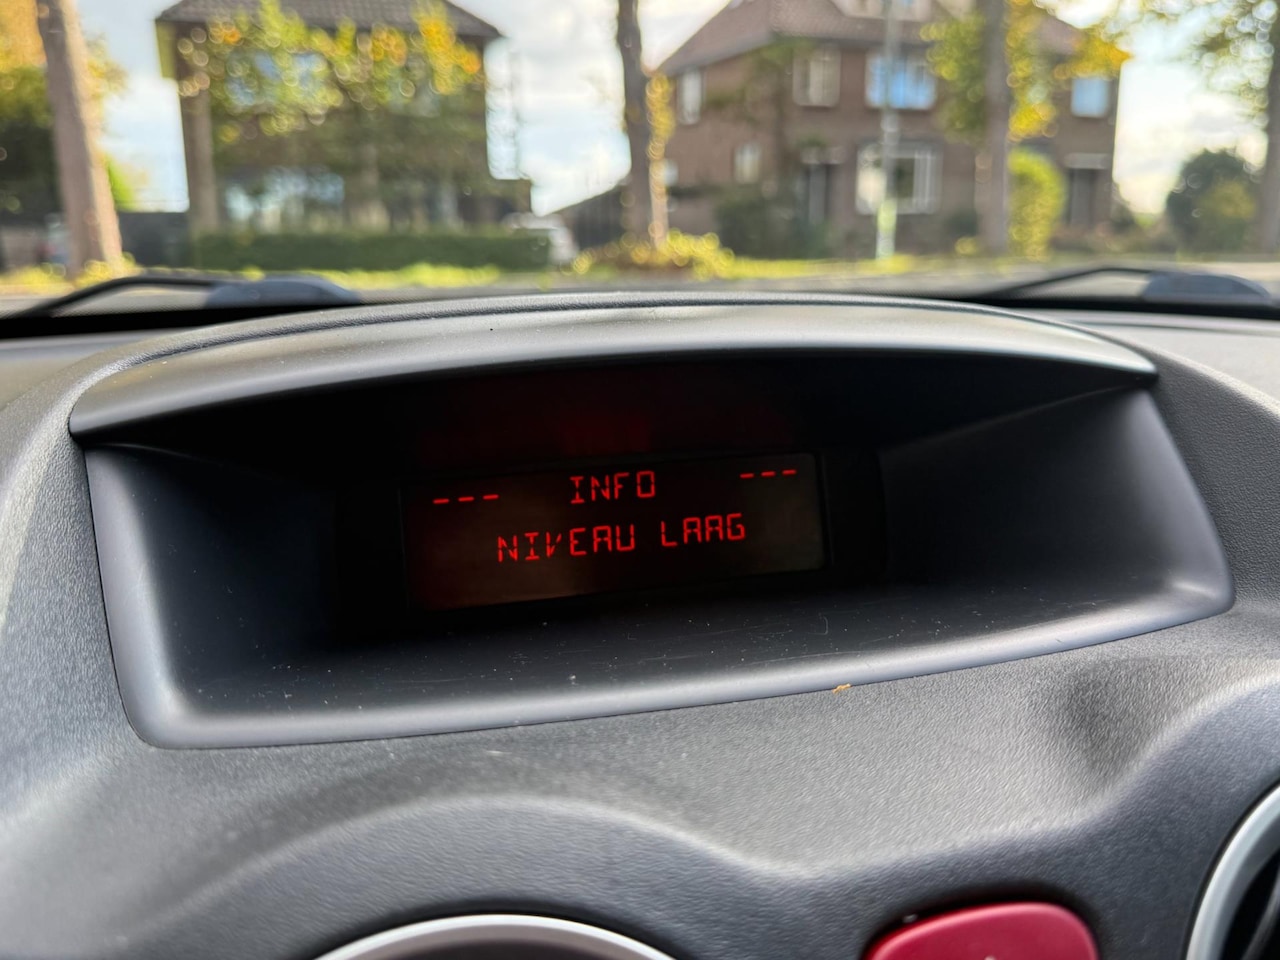 --- INFO ---
NIVEAU LAAG